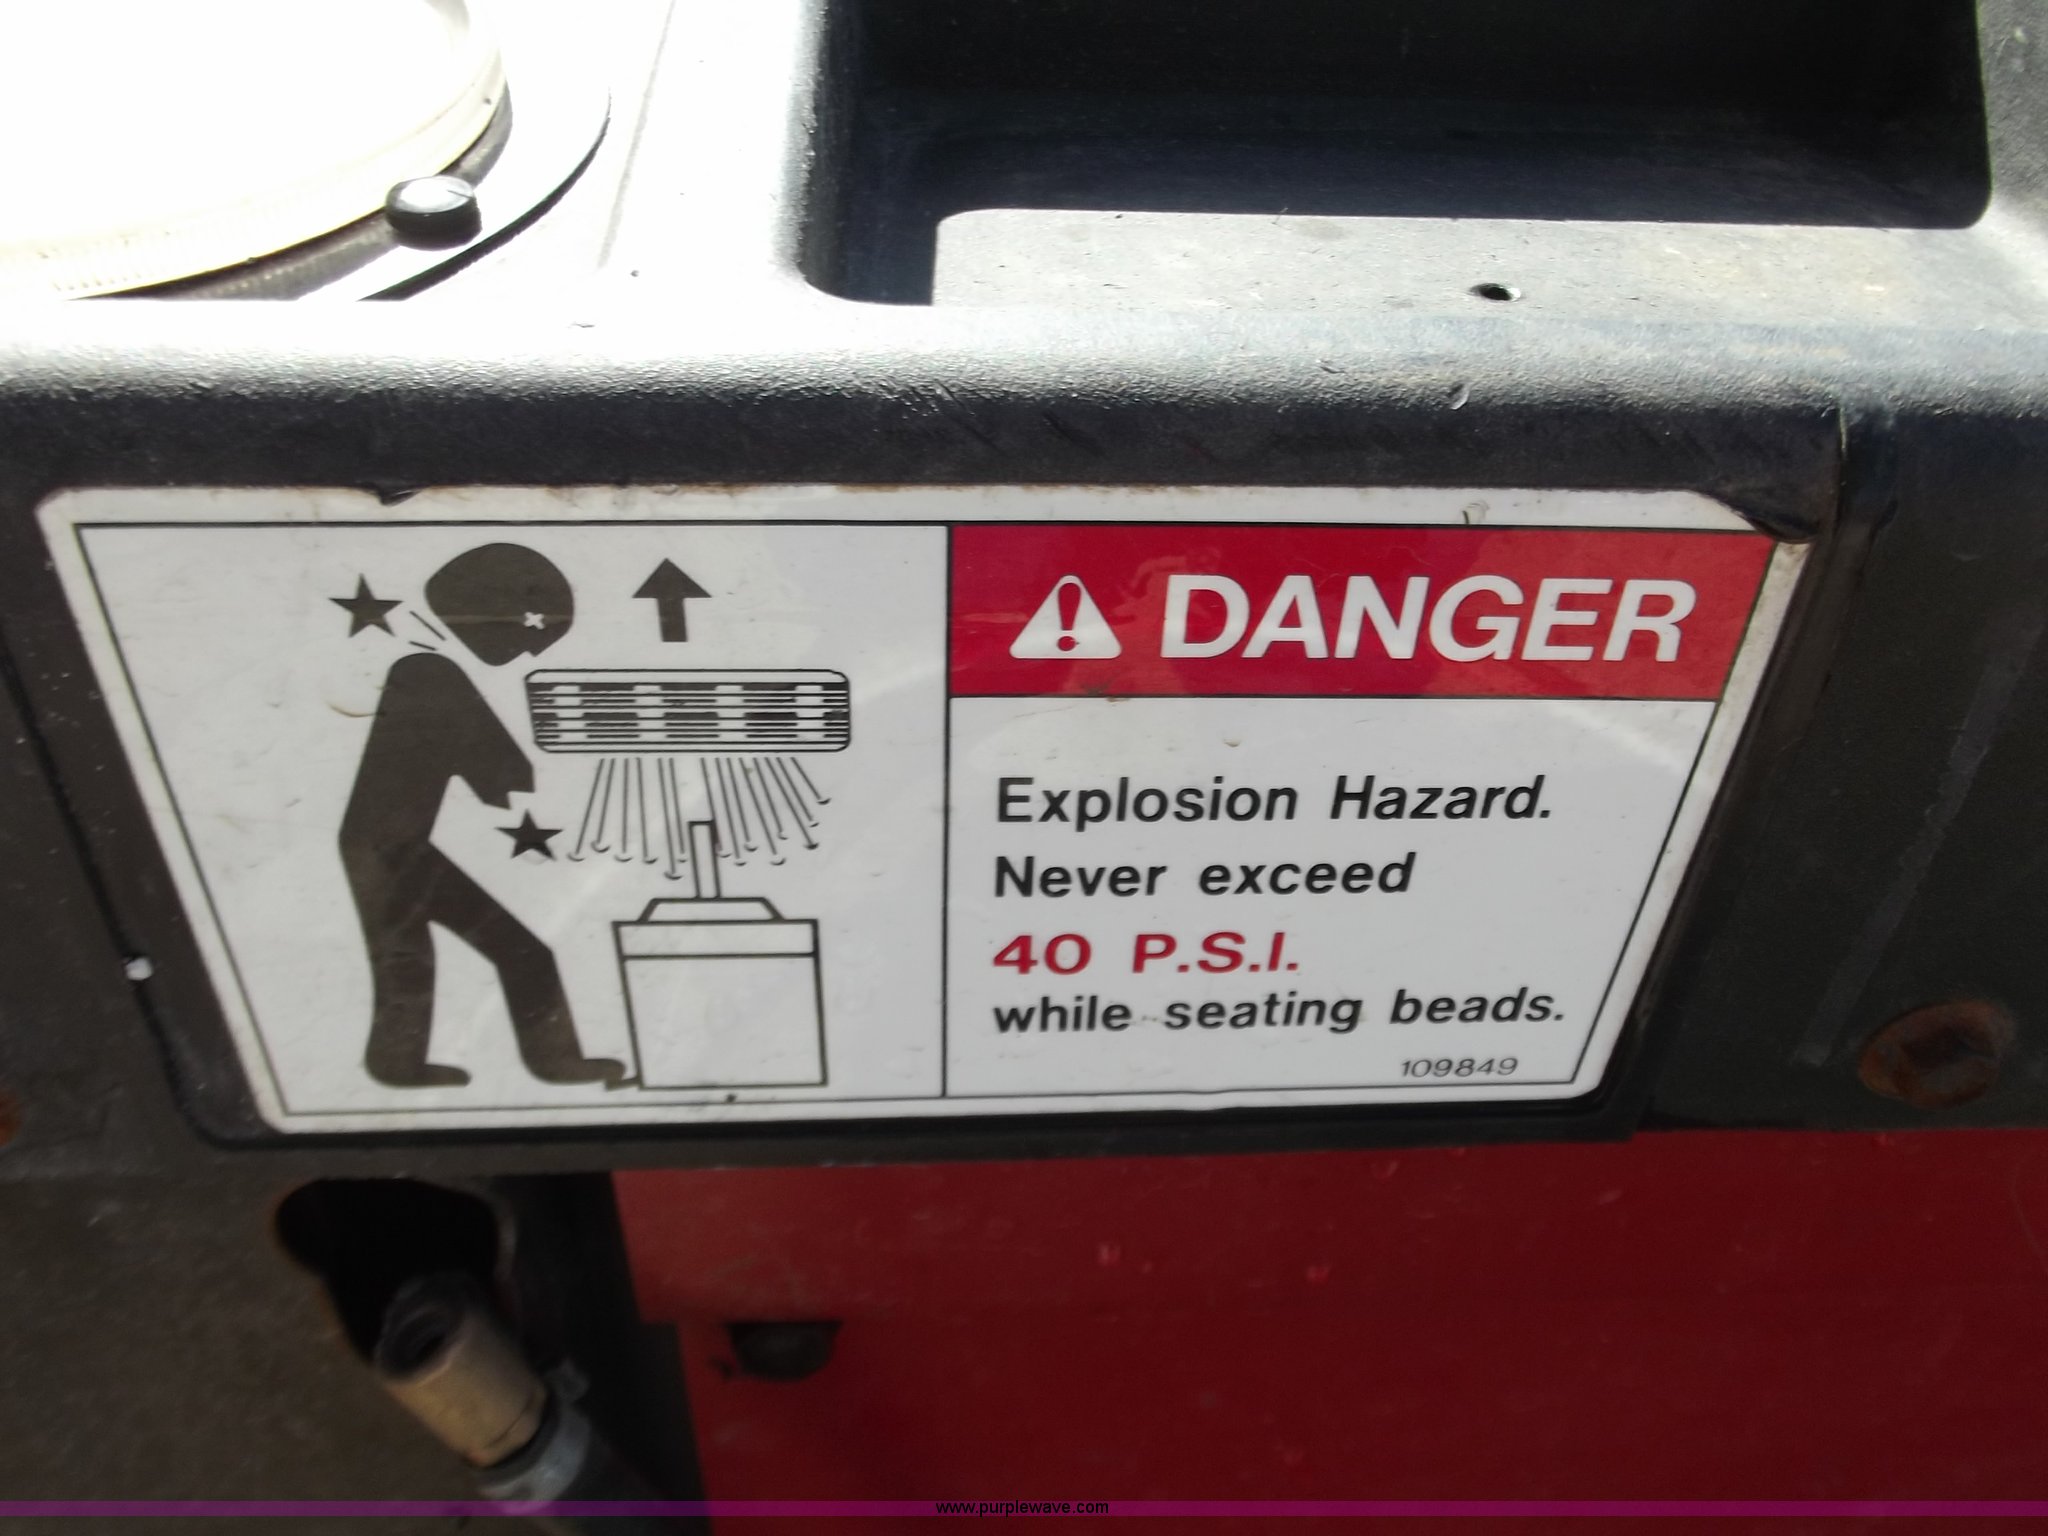 DANGER
Explosion Hazard.
Never exceed
40 P.S.I.
while seating beads.
109849
www.purplewave.com